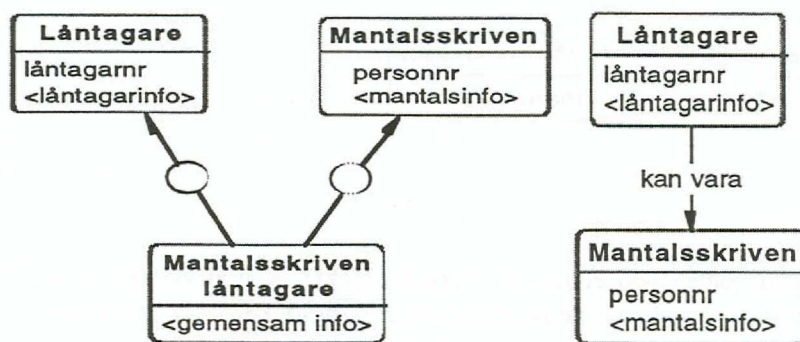 Låntagare
låntagarnr
<låntagarinfo>
Mantalsskriven
personnr
<mantalsinfo>
Mantalsskriven
låntagare
<gemensam info>
Låntagare
låntagarnr
<låntagarinfo>
kan vara
Mantalsskriven
personnr
<mantalsinfo>